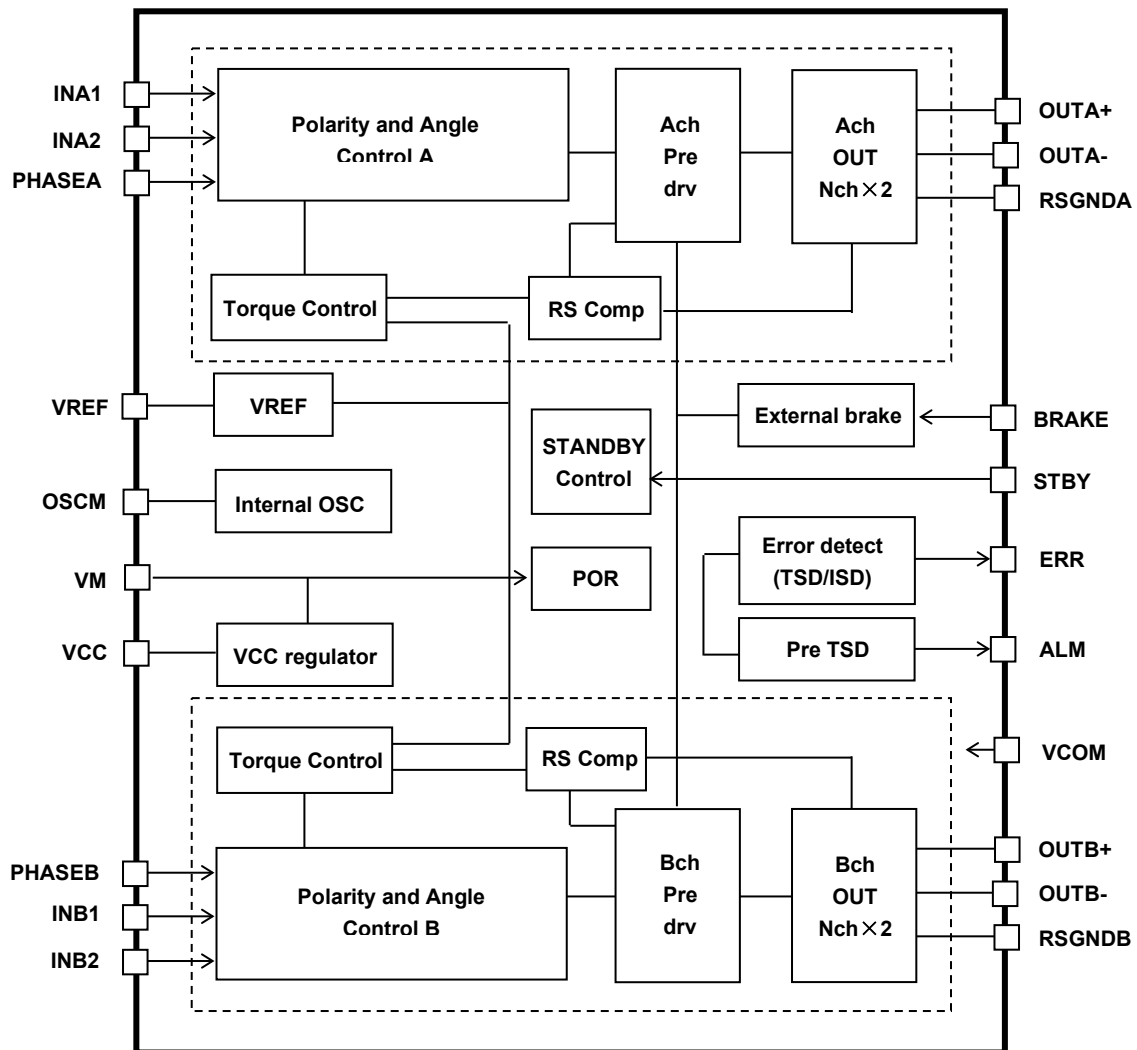 INA1
INA2
PHASEA
Polarity and Angle
Control A
Ach
Pre
drv
Ach
OUT
Nch×2
OUTA+
OUTA-
RSGNDA
Torque Control
RS Comp
VREF
VREF
External brake
BRAKE
STANDBY
Control
STBY
OSCM
Internal OSC
Error detect
(TSD/ISD)
ERR
VM
POR
VCC
VCC regulator
Pre TSD
ALM
Torque Control
RS Comp
VCOM
PHASEB
INB1
INB2
Polarity and Angle
Control B
Bch
Pre
drv
Bch
OUT
Nch×2
OUTB+
OUTB-
RSGNDB